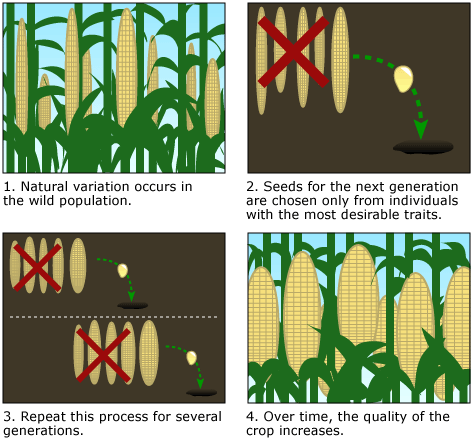 1. Natural variation occurs in
the wild population.
2. Seeds for the next generation
are chosen only from individuals
with the most desirable traits.
3. Repeat this process for several
generations.
4. Over time, the quality of the
crop increases.